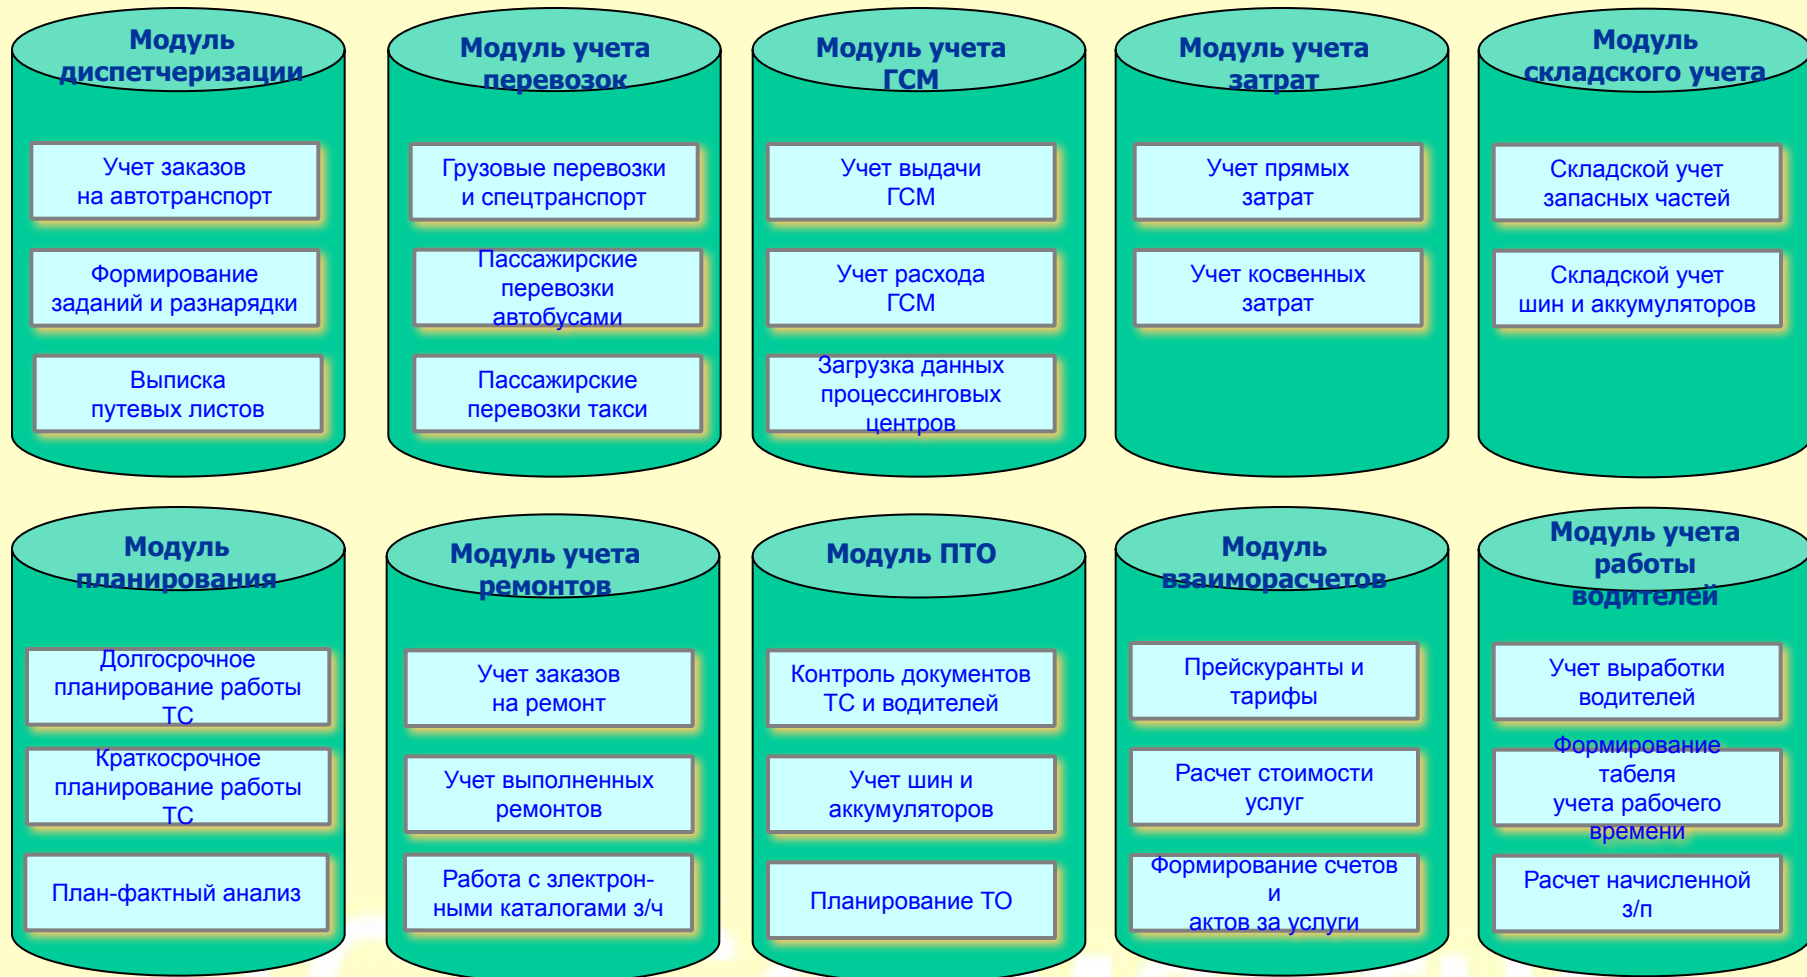 Модуль
диспетчеризации
Учет заказов
на автотранспорт
Формирование
заданий и разнарядки
Выписка
путевых листов
Модуль учета
перевозок
Грузовые перевозки
и спецтранспорт
Пассажирские
перевозки
автобусами
Пассажирские
перевозки такси
Модуль учета
ГСМ
Учет выдачи
ГСМ
Учет расхода
ГСМ
Загрузка данных
процессинговых
центров
Модуль учета
затрат
Учет прямых
затрат
Учет косвенных
затрат
Модуль
складского учета
Складской учет
запасных частей
Складской учет
шин и аккумуляторов
Модуль
планирования
Долгосрочное
планирование работы
ТС
Краткосрочное
планирование работы
ТС
План-фактный анализ
Модуль учета
ремонтов
Учет заказов
на ремонт
Учет выполненных
ремонтов
Работа с злектрон-
ными каталогами з/ч
Модуль ПТО
Контроль документов
ТС и водителей
Учет шин и
аккумуляторов
Планирование ТО
Модуль
взаиморасчетов
Прейскуранты и
тарифы
Расчет стоимости
услуг
Формирование счетов
и
актов за услуги
Модуль учета
работы
водителей
Учет выработки
водителей
Формирование
табеля
учета рабочего
времени
Расчет начисленной
з/п